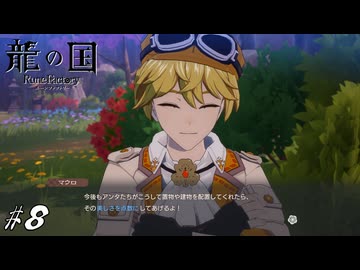 龍の国
Rune Factory
ルーンファクトリー
マウロ
今後もアンタたちがこうして置物や建物を配置してくれたら、
その美しさを点数にしてあげるよ！
#8